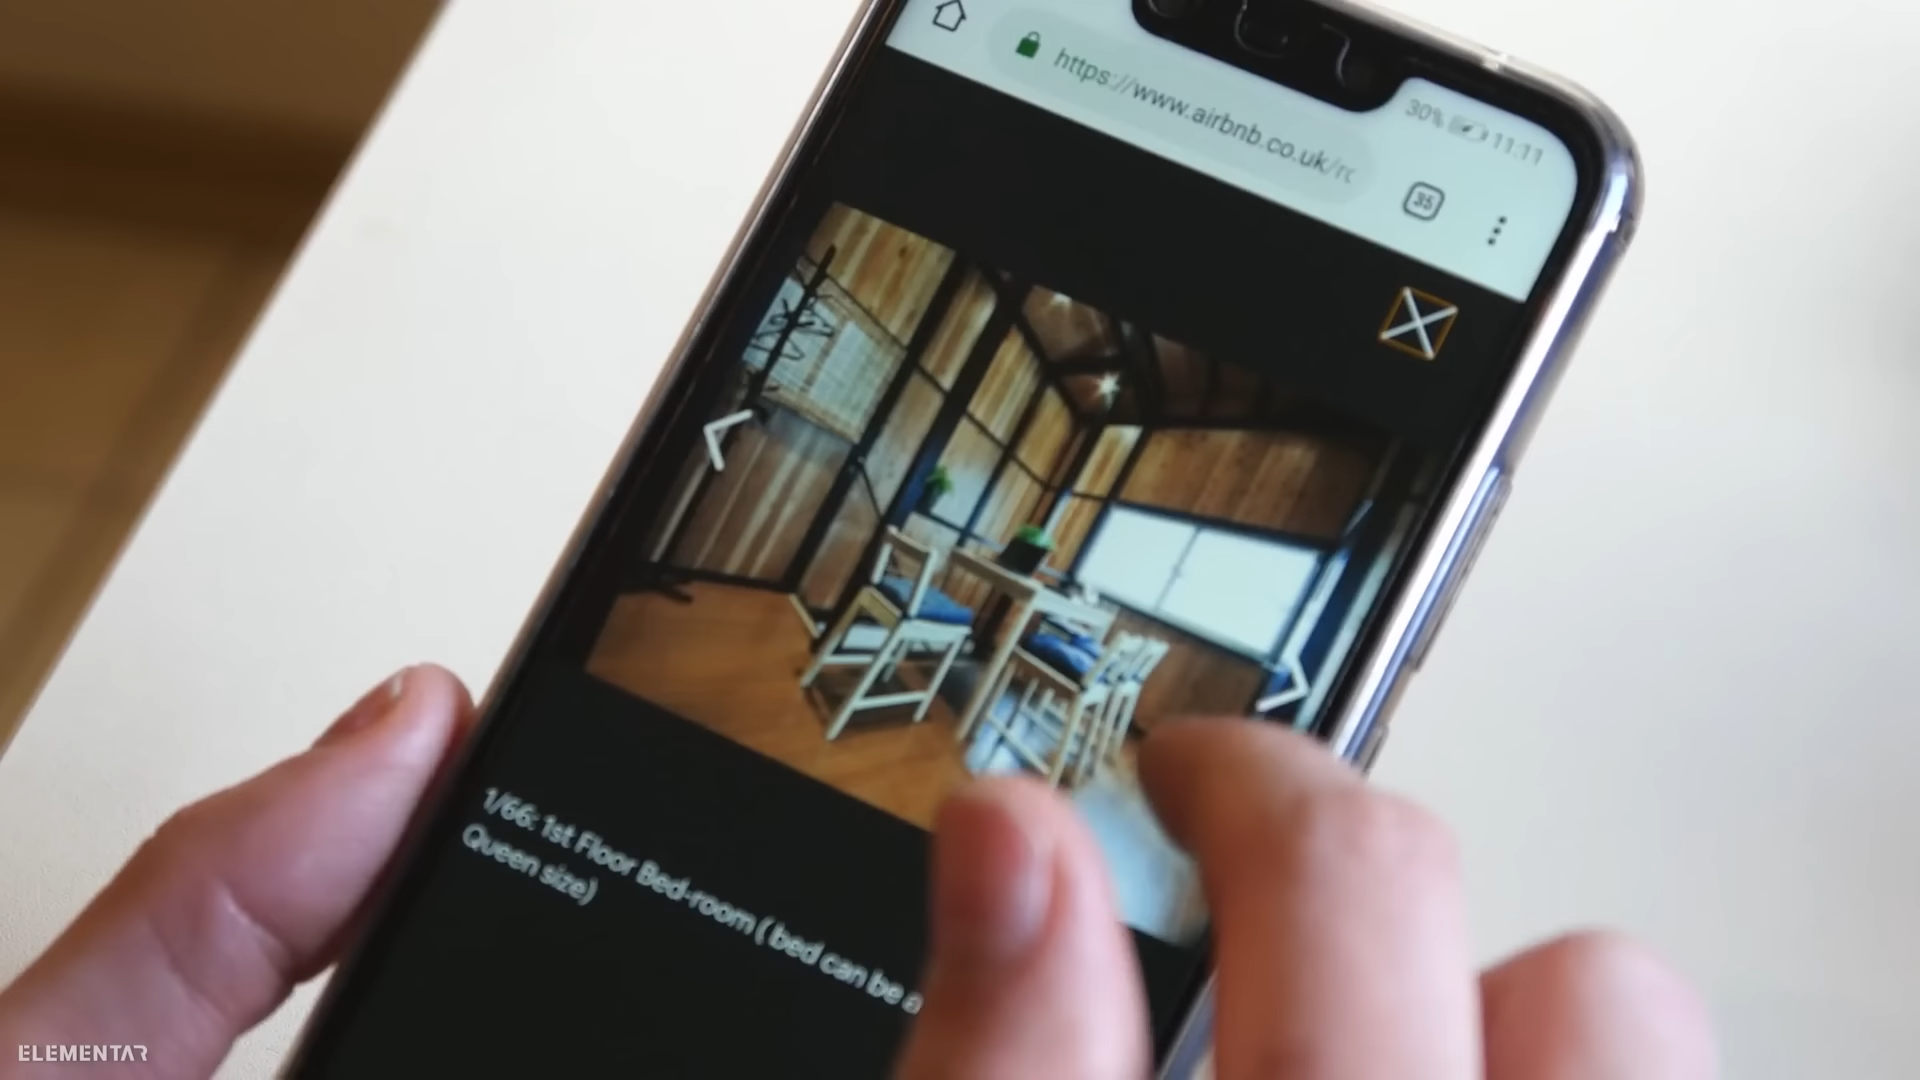 https://www.airbnb.co.uk/r
30% 11:11
35
1/66: 1st Floor Bed-room ( bed can be a
Queen size)
ELEMENTAR